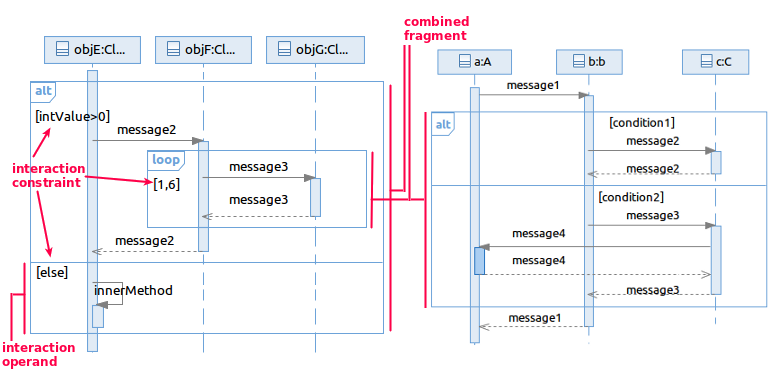 combined
fragment
objE:Cl...
objF:Cl...
objG:Cl...
a:A
b:b
c:C
alt
[intValue>0]
message2
loop
message3
[1,6]
message3
interaction
constraint
message2
[else]
innerMethod
interaction
operand
message1
alt
[condition1]
message2
message2
[condition2]
message3
message4
message4
message3
message1